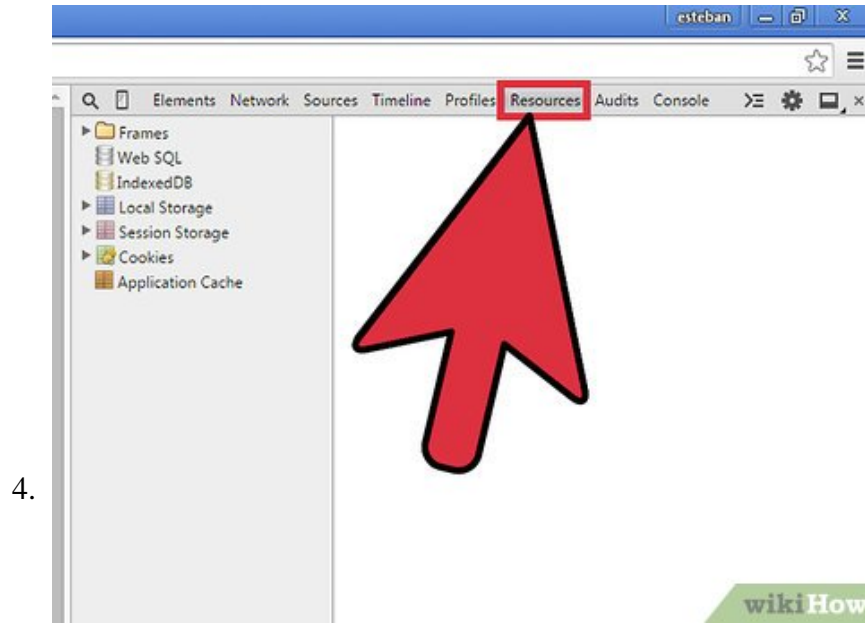 esteban
Elements Network Sources Timeline Profiles Resources Audits Console
Frames
Web SQL
IndexedDB
Local Storage
Session Storage
Cookies
Application Cache
4.
wikiHow